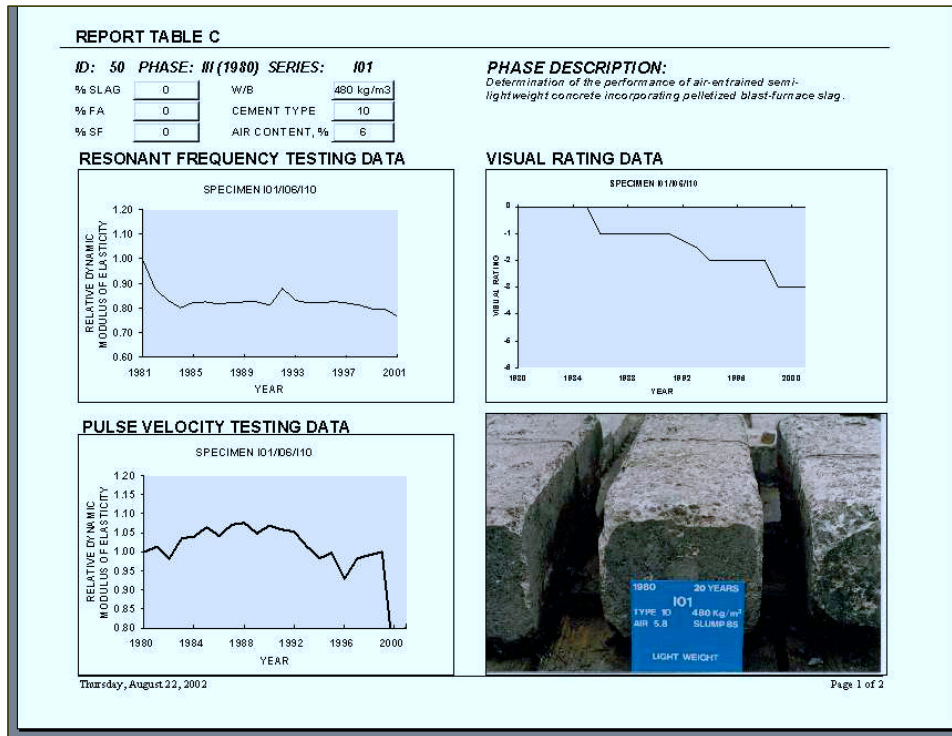 REPORT TABLE C
ID: 50 PHASE: III (1980) SERIES: I01
% SLAG 0 W/B 480 kg/m3
% FA 0 CEMENT TYPE 10
% SF 0 AIR CONTENT, % 6
PHASE DESCRIPTION:
Determination of the performance of air-entrained semi-
lightweight concrete incorporating pelletized blast-furnace slag.
RESONANT FREQUENCY TESTING DATA
SPECIMEN I01/I06/I10
RELATIVE DYNAMIC
MODULUS OF ELASTICITY
1.20
1.10
1.00
0.90
0.80
0.70
0.60
1981 1985 1989 1993 1997 2001
YEAR
VISUAL RATING DATA
SPECIMEN I01/I06/I10
VISUAL RATING
0
-1
-2
-3
-4
-5
-6
1980 1984 1988 1992 1996 2000
YEAR
PULSE VELOCITY TESTING DATA
SPECIMEN I01/I06/I10
RELATIVE DYNAMIC
MODULUS OF ELASTICITY
1.20
1.15
1.10
1.05
1.00
0.95
0.90
0.85
0.80
1980 1984 1988 1992 1996 2000
YEAR
1980 20 YEARS
I01
TYPE 10 480 Kg/m³
AIR 5.8 SLUMP 85
LIGHT WEIGHT
Thursday, August 22, 2002
Page 1 of 2